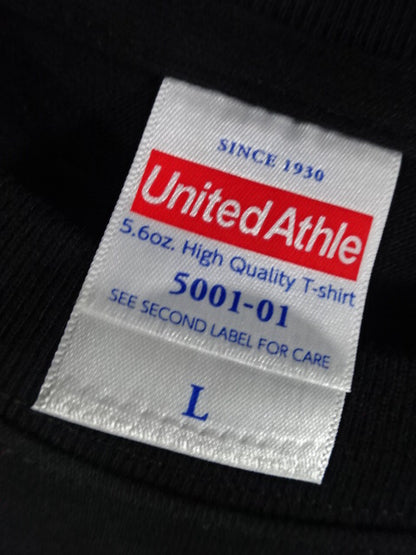 SINCE 1930
United Athle
5.6oz. High Quality T-shirt
5001-01
SEE SECOND LABEL FOR CARE
L